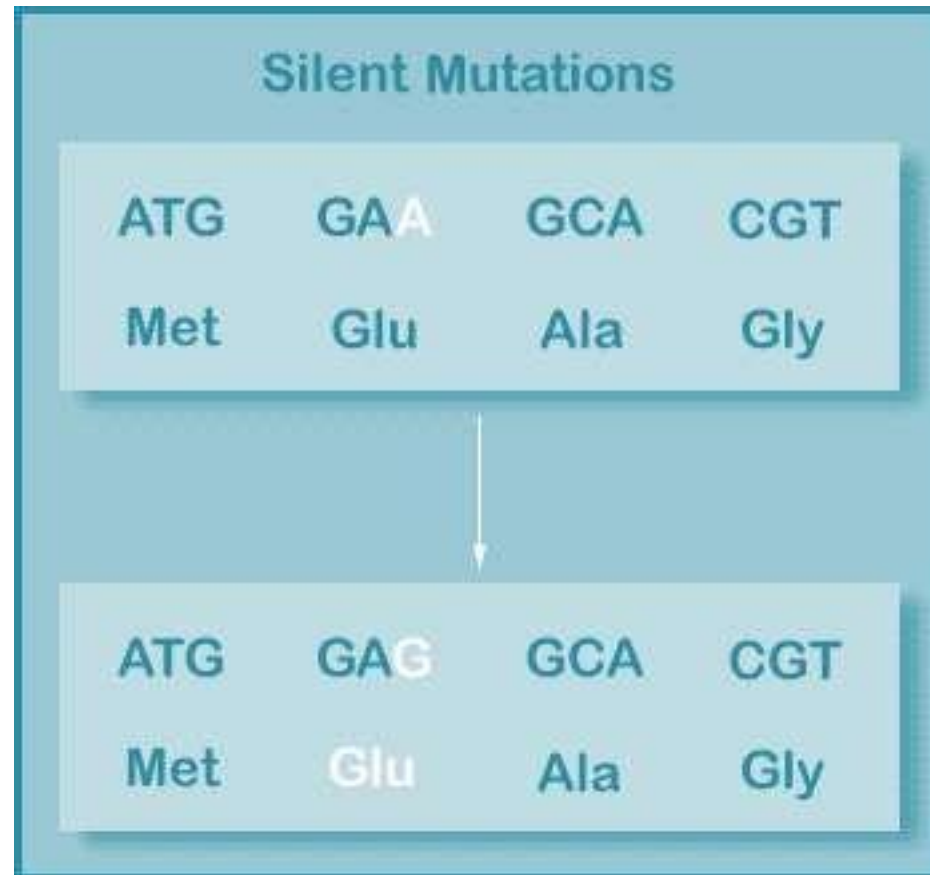 Silent Mutations
ATG GAA GCA CGT
Met Glu Ala Gly
ATG GAG GCA CGT
Met Glu Ala Gly